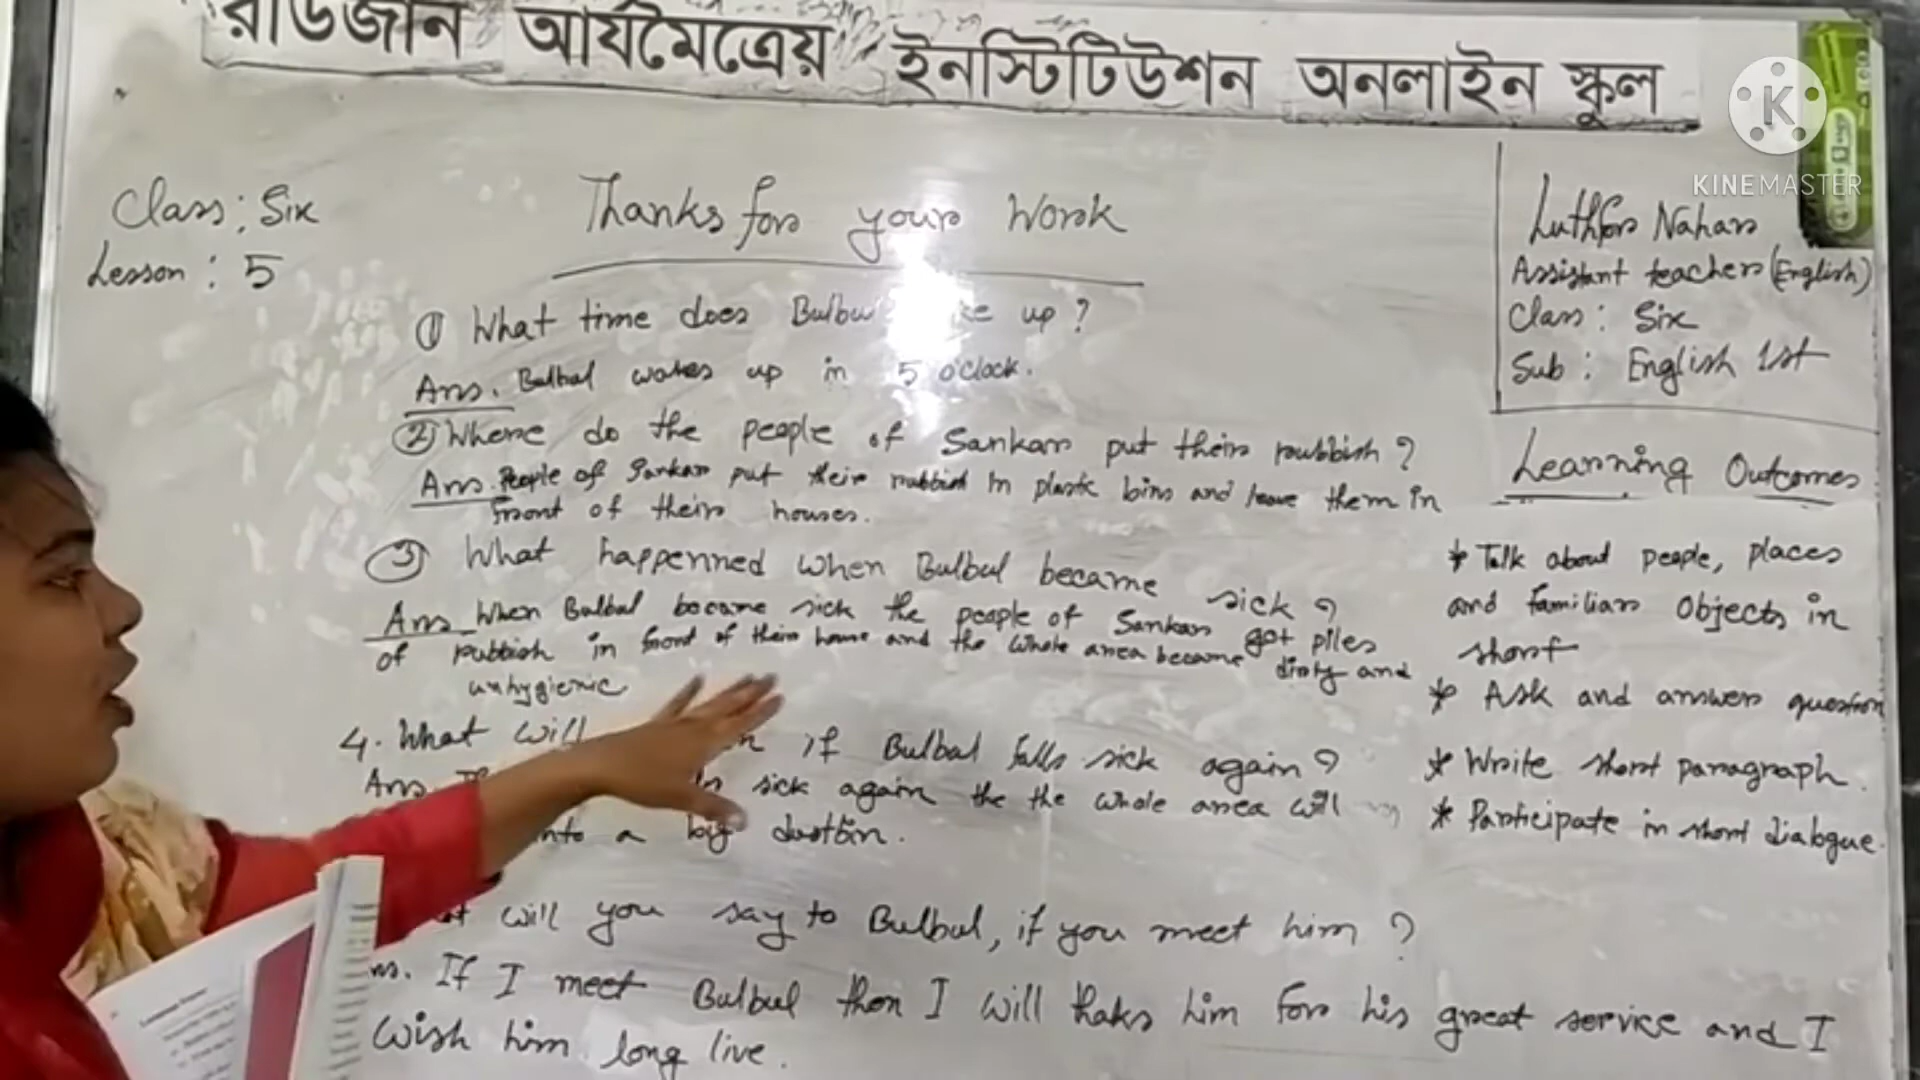 রাউজান আর্যমৈত্রেয় ইনস্টিটিউশন অনলাইন স্কুল
KINEMASTER
Class: Six
Lesson: 5
Thanks for your Work
① What time does Bulbul up?
Ans. Bulbul wakes up in 5 o'clock.
② Where do the people of Sankar put their rubbish?
Ans. People of Sankar put their rubbish in plastic bins and leave them in
front of their houses.
③ What happenned when Bulbul became sick?
Ans When Bulbul became sick the people of Sankar got piles
of rubbish in front of their home and the whole area became dirty and
unhygienic
4. What will if Bulbul falls sick again?
Ans. sick again the the whole area will
into a big dustbin.
will you say to Bulbul, if you meet him?
If I meet Bulbul then I will thaks him for his great service and I
Wish him long live.
Luthfor Nahar
Assistant teacher (English)
Class: Six
Sub: English 1st
Learning Outcomes
* Talk about people, places
and familiar objects in
short
* Ask and answer question
* Write short paragraph.
* Participate in short dialogue.